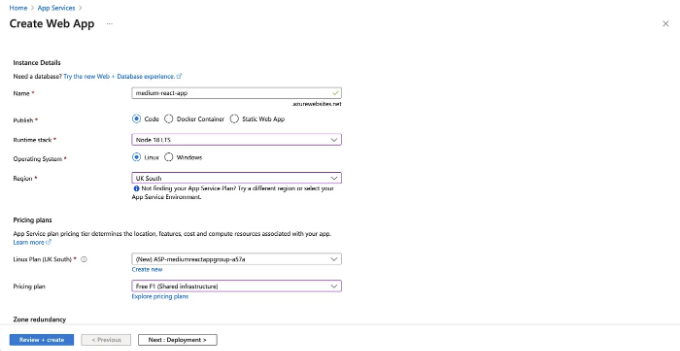 Home > App Services >
Create Web App ...
Instance Details
Need a database? Try the new Web + Database experience.
Name * medium-react-app
.azurewebsites.net
Publish * Code Docker Container Static Web App
Runtime stack * Node 18 LTS
Operating System * Linux Windows
Region * UK South
Not finding your App Service Plan? Try a different region or select your
App Service Environment.
Pricing plans
App Service plan pricing tier determines the location, features, cost and compute resources associated with your app.
Learn more
Linux Plan (UK South) * (New) ASP-mediumreactappgroup-a57a
Create new
Pricing plan Free F1 (Shared infrastructure)
Explore pricing plans
Zone redundancy
Review + create < Previous Next : Deployment >